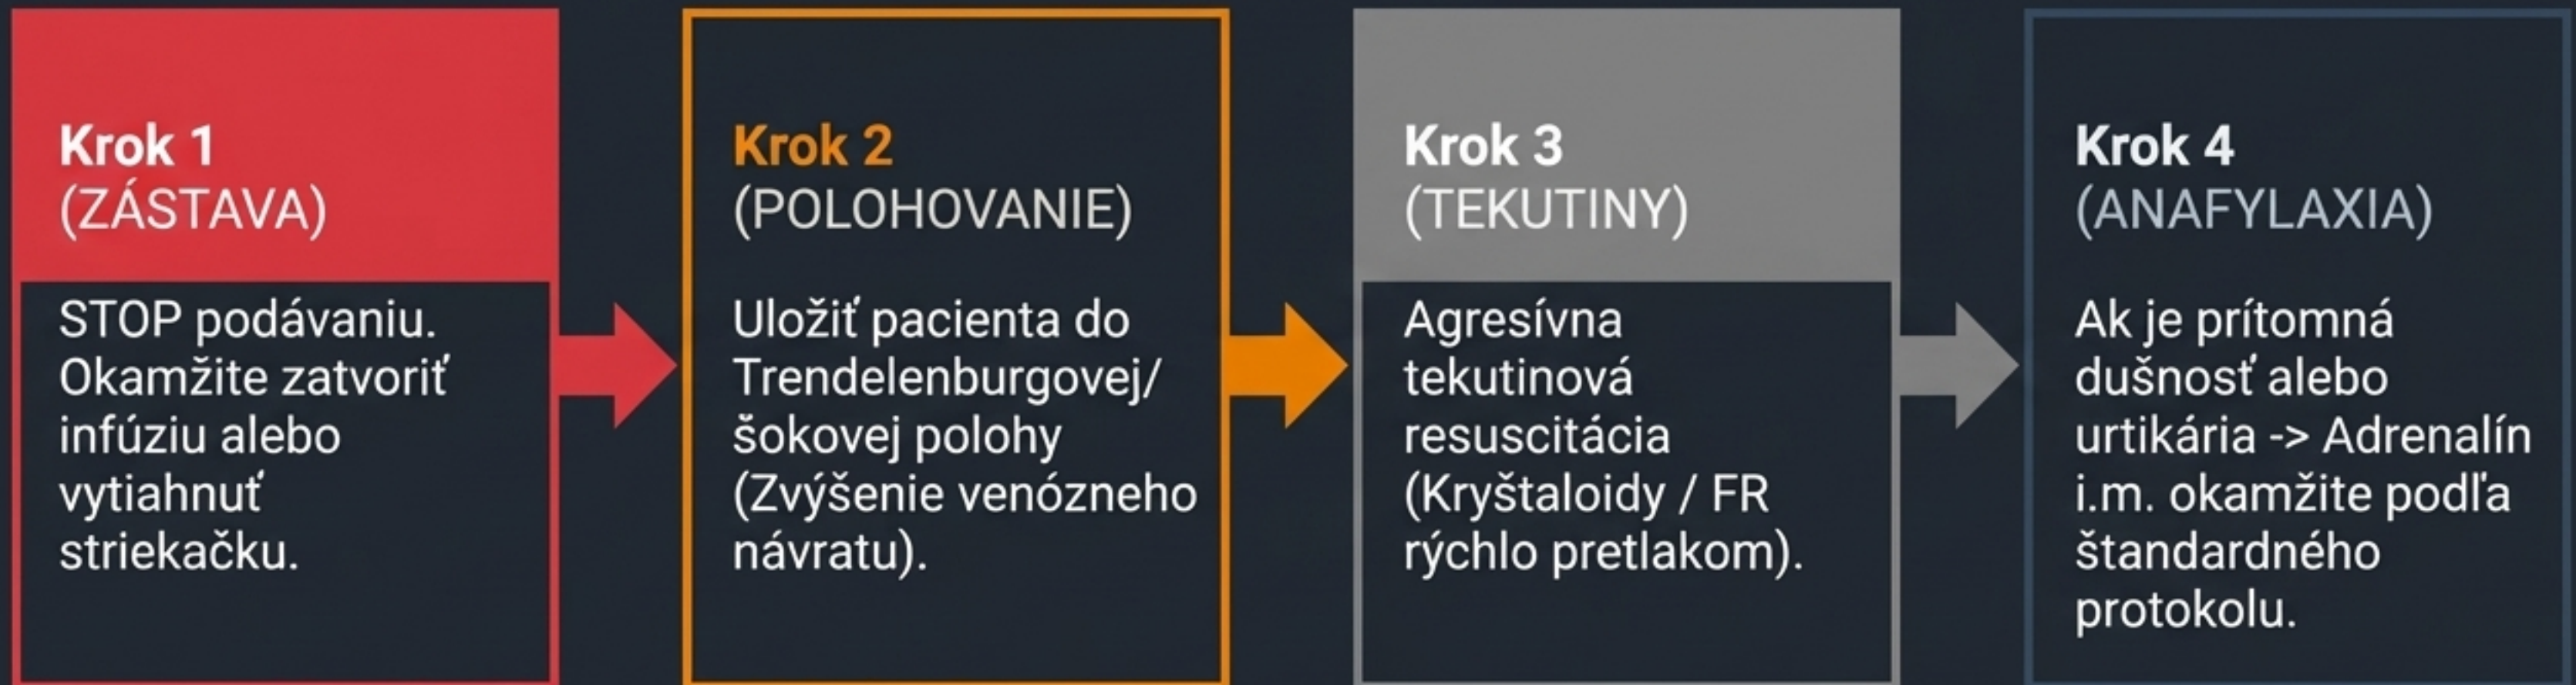 Krok 1
(ZÁSTAVA)
STOP podávaniu.
Okamžite zatvoriť
infúziu alebo
vytiahnuť
striekačku.
Krok 2
(POLOHOVANIE)
Uložiť pacienta do
Trendelenburgovej/
šokovej polohy
(Zvýšenie venózneho
návratu).
Krok 3
(TEKUTINY)
Agresívna
tekutinová
resuscitácia
(Kryštaloidy / FR
rýchlo pretlakom).
Krok 4
(ANAFYLAXIA)
Ak je prítomná
dušnosť alebo
urtikária -> Adrenalín
i.m. okamžite podľa
štandardného
protokolu.